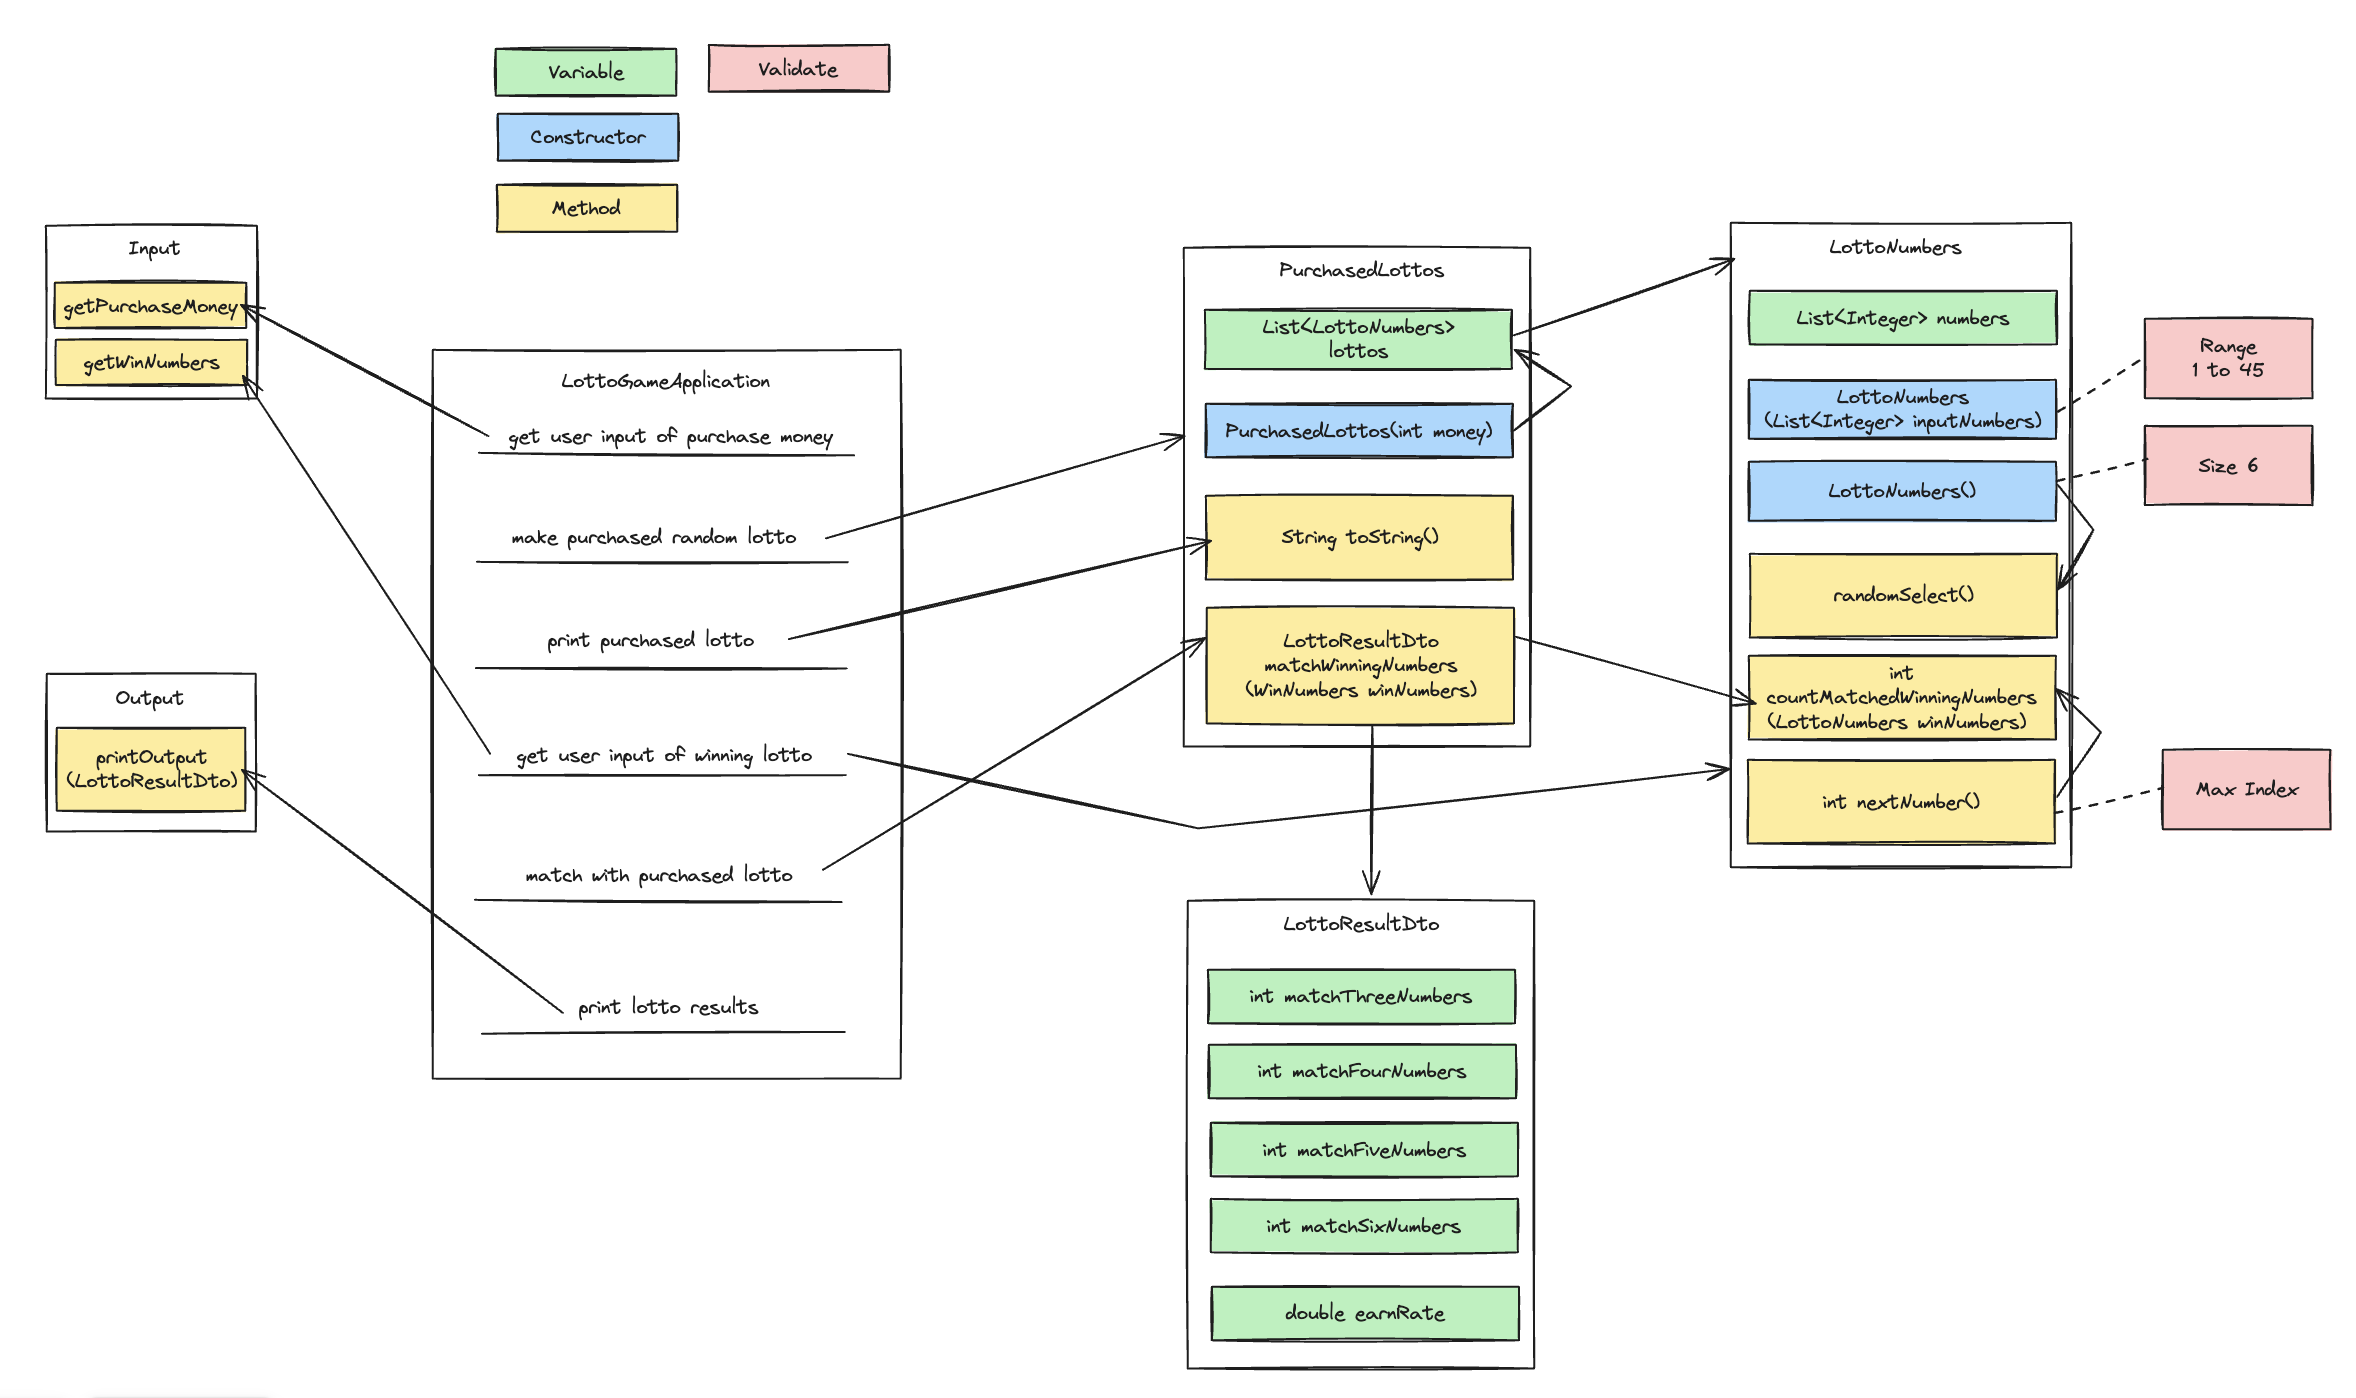 Variable
Validate
Constructor
Method
Input
getPurchaseMoney
getWinNumbers
Output
printOutput
(LottoResultDto)
LottoGameApplication
get user input of purchase money
make purchased random lotto
print purchased lotto
get user input of winning lotto
match with purchased lotto
print lotto results
PurchasedLottos
List<LottoNumbers>
lottos
PurchasedLottos(int money)
String toString()
LottoResultDto
matchWinningNumbers
(WinNumbers winNumbers)
LottoResultDto
int matchThreeNumbers
int matchFourNumbers
int matchFiveNumbers
int matchSixNumbers
double earnRate
LottoNumbers
List<Integer> numbers
LottoNumbers
(List<Integer> inputNumbers)
LottoNumbers()
randomSelect()
int
countMatchedWinningNumbers
(LottoNumbers winNumbers)
int nextNumber()
Range
1 to 45
Size 6
Max Index